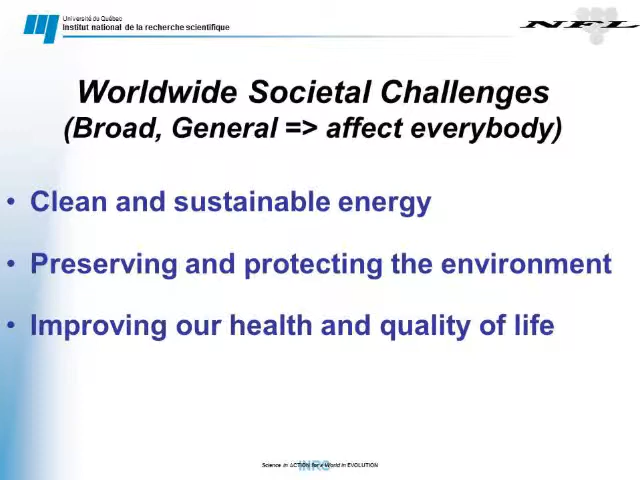 Université du Québec
Institut national de la recherche scientifique
NFL
Worldwide Societal Challenges
(Broad, General => affect everybody)
• Clean and sustainable energy
• Preserving and protecting the environment
• Improving our health and quality of life
INRS
Science in ACTION for a World in EVOLUTION